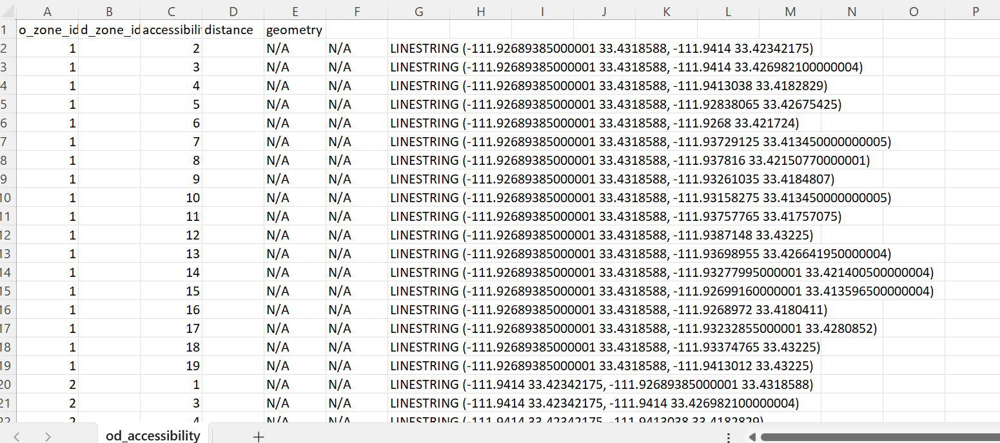 A B C D E F G H I J K L M N O P
1 o_zone_id d_zone_id accessibili distance geometry
2 1 2 N/A N/A LINESTRING (-111.92689385000001 33.4318588, -111.9414 33.42342175)
3 1 3 N/A N/A LINESTRING (-111.92689385000001 33.4318588, -111.9414 33.426982100000004)
4 1 4 N/A N/A LINESTRING (-111.92689385000001 33.4318588, -111.9413038 33.4182829)
5 1 5 N/A N/A LINESTRING (-111.92689385000001 33.4318588, -111.92838065 33.42675425)
6 1 6 N/A N/A LINESTRING (-111.92689385000001 33.4318588, -111.9268 33.421724)
7 1 7 N/A N/A LINESTRING (-111.92689385000001 33.4318588, -111.93729125 33.413450000000005)
8 1 8 N/A N/A LINESTRING (-111.92689385000001 33.4318588, -111.937816 33.42150770000001)
9 1 9 N/A N/A LINESTRING (-111.92689385000001 33.4318588, -111.93261035 33.4184807)
10 1 10 N/A N/A LINESTRING (-111.92689385000001 33.4318588, -111.93158275 33.413450000000005)
11 1 11 N/A N/A LINESTRING (-111.92689385000001 33.4318588, -111.93757765 33.41757075)
12 1 12 N/A N/A LINESTRING (-111.92689385000001 33.4318588, -111.9387148 33.43225)
13 1 13 N/A N/A LINESTRING (-111.92689385000001 33.4318588, -111.93698955 33.426641950000004)
14 1 14 N/A N/A LINESTRING (-111.92689385000001 33.4318588, -111.93277995000001 33.421400500000004)
15 1 15 N/A N/A LINESTRING (-111.92689385000001 33.4318588, -111.92699160000001 33.413596500000004)
16 1 16 N/A N/A LINESTRING (-111.92689385000001 33.4318588, -111.9268972 33.4180411)
17 1 17 N/A N/A LINESTRING (-111.92689385000001 33.4318588, -111.93232855000001 33.4280852)
18 1 18 N/A N/A LINESTRING (-111.92689385000001 33.4318588, -111.93374765 33.43225)
19 1 19 N/A N/A LINESTRING (-111.92689385000001 33.4318588, -111.9413012 33.43225)
20 2 1 N/A N/A LINESTRING (-111.9414 33.42342175, -111.92689385000001 33.4318588)
21 2 3 N/A N/A LINESTRING (-111.9414 33.42342175, -111.9414 33.426982100000004)
22 2 4 N/A N/A LINESTRING (-111.9414 33.42342175, -111.9413038 33.4182829)
od_accessibility